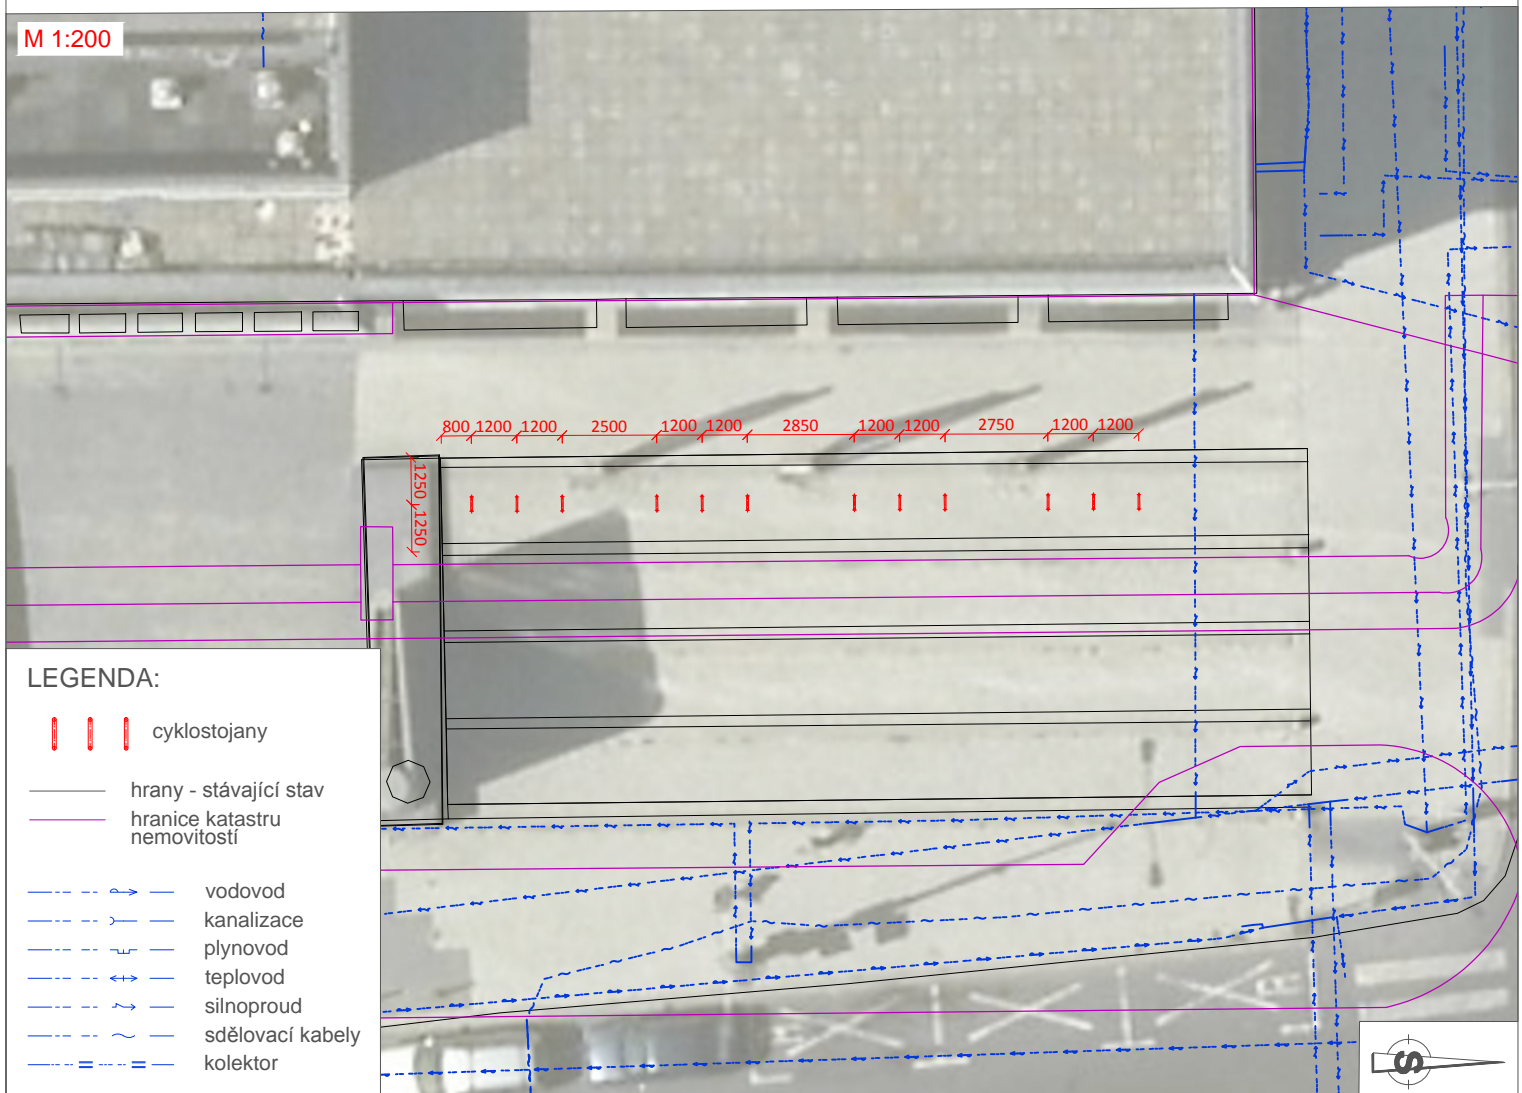 M 1:200
800 1200 1200 2500 1200 1200 2850 1200 1200 2750 1200 1200
1250
1250
LEGENDA:
cyklostojany
hrany - stávající stav
hranice katastru
nemovitostí
vodovod
kanalizace
plynovod
teplovod
silnoproud
sdělovací kabely
kolektor
S